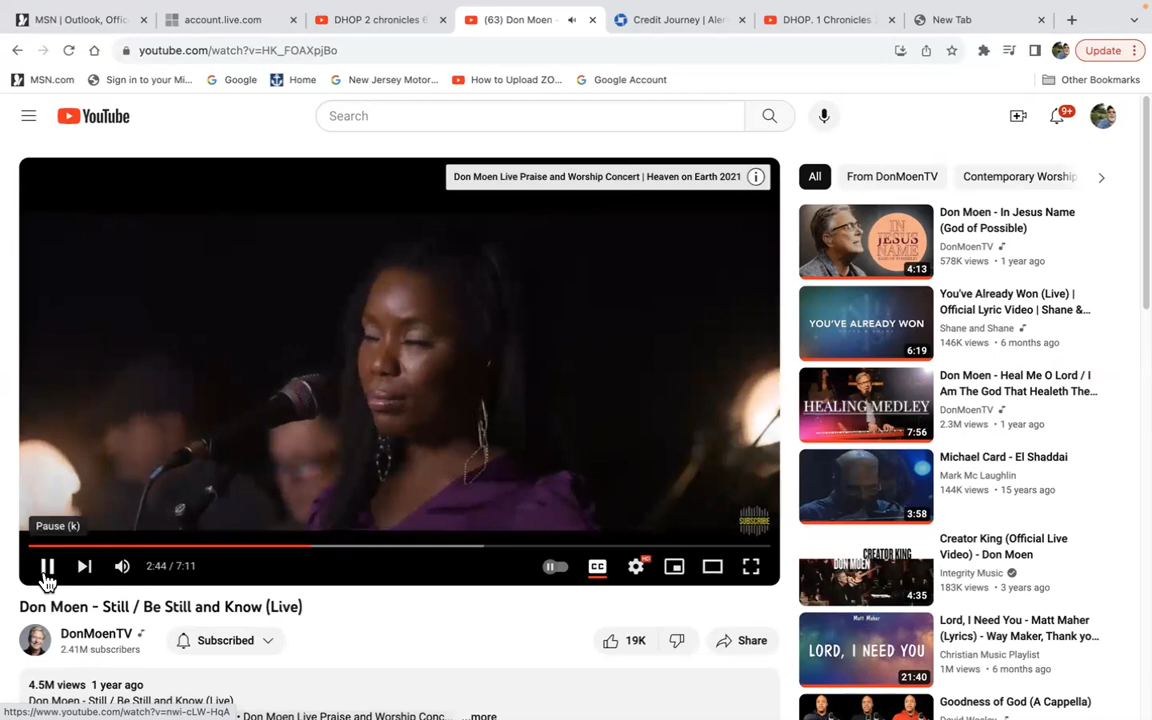 MSN | Outlook, Offic
account.live.com
DHOP 2 chronicles 6
(63) Don Moen -
Credit Journey | Aler
DHOP. 1 Chronicles
New Tab
youtube.com/watch?v=HK_FOAXpjBo
Update
MSN.com
Sign in to your Mi...
Google
Home
New Jersey Motor...
How to Upload ZO...
Google Account
Other Bookmarks
YouTube
Search
9+
Don Moen Live Praise and Worship Concert | Heaven on Earth 2021
SUBSCRIBE
Pause (k)
2:44 / 7:11
CC
HD
Don Moen - Still / Be Still and Know (Live)
DonMoenTV
2.41M subscribers
Subscribed
19K
Share
4.5M views 1 year ago
Don Moen - Still / Be Still and Know (Live)
https://www.youtube.com/watch?v=nwi-cLW-HqA
• Don Moen Live Praise and Worship Conc... ...more
All
From DonMoenTV
Contemporary Worship
IN JESUS NAME
4:13
Don Moen - In Jesus Name
(God of Possible)
DonMoenTV
578K views • 1 year ago
YOU'VE ALREADY WON
6:19
You've Already Won (Live) |
Official Lyric Video | Shane &...
Shane and Shane
146K views • 6 months ago
HEALING MEDLEY
7:56
Don Moen - Heal Me O Lord / I
Am The God That Healeth The...
DonMoenTV
2.3M views • 1 year ago
3:58
Michael Card - El Shaddai
Mark Mc Laughlin
144K views • 15 years ago
DON MOEN
CREATOR KING
4:35
Creator King (Official Live
Video) - Don Moen
Integrity Music
183K views • 3 years ago
Matt Maher
LORD, I NEED YOU
21:40
Lord, I Need You - Matt Maher
(Lyrics) - Way Maker, Thank yo...
Christian Music Playlist
1M views • 6 months ago
Goodness of God (A Cappella)
David Wesley